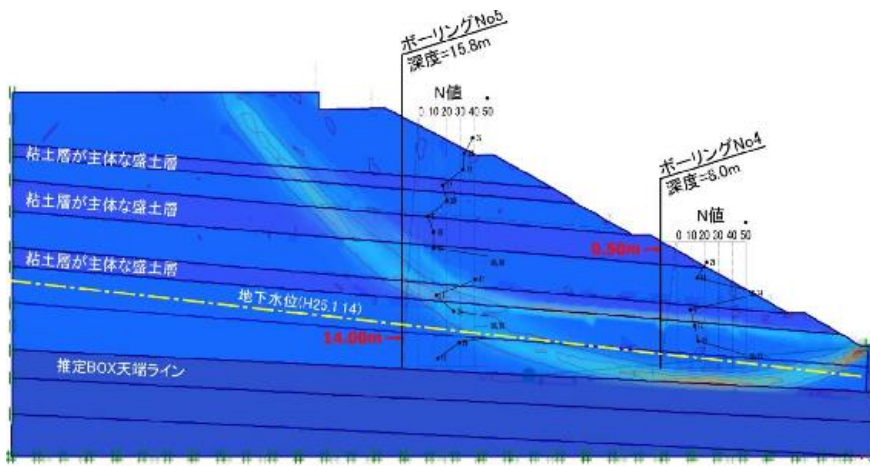 ボーリングNo5
深度=15.8m
N値
0 10 20 30 40 50
ボーリングNo4
深度=8.0m
N値
0 10 20 30 40 50
粘土層が主体な盛土層
粘土層が主体な盛土層
粘土層が主体な盛土層
地下水位(H25.1.14)
14.00m
推定BOX天端ライン